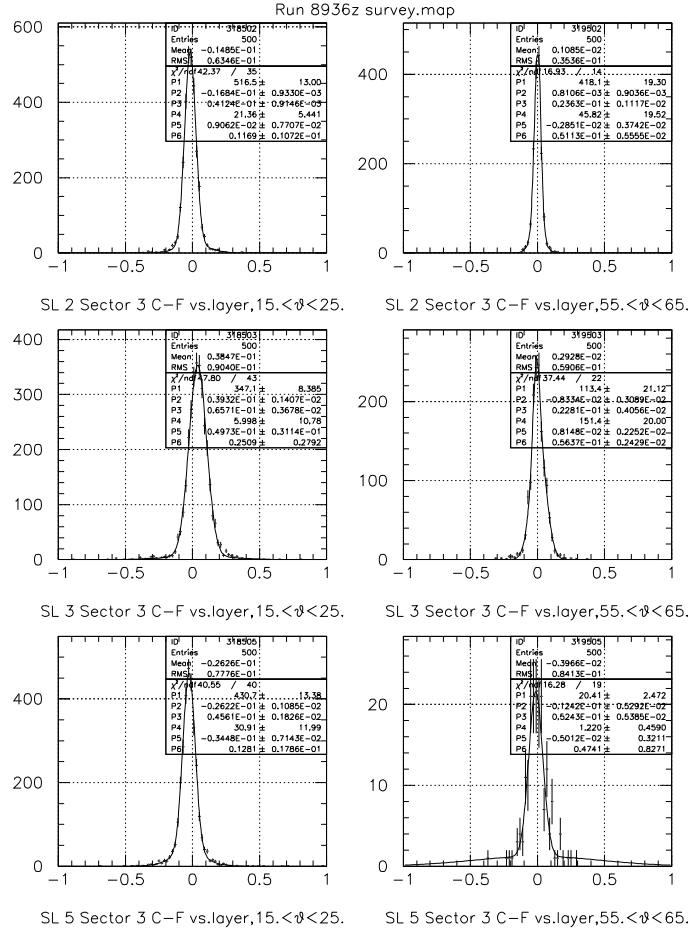 Run 8936z survey.map
ID 318502
Entries 500
Mean -0.1485E-01
RMS 0.6346E-01
χ²/ndf 42.37 / 35
P1 516.5 ± 13.00
P2 -0.1684E-01 ± 0.9330E-03
P3 0.4124E-01 ± 0.9146E-03
P4 21.36 ± 5.441
P5 0.9062E-02 ± 0.7707E-02
P6 0.1169 ± 0.1072E-01
600
400
200
0
-1 -0.5 0 0.5 1
SL 2 Sector 3 C-F vs.layer,15.<ϑ<25.
ID 319502
Entries 500
Mean 0.1085E-02
RMS 0.3536E-01
χ²/ndf 16.93 / 14
P1 418.1 ± 19.30
P2 0.8106E-03 ± 0.9036E-03
P3 0.2363E-01 ± 0.1117E-02
P4 45.82 ± 19.52
P5 -0.2851E-02 ± 0.3742E-02
P6 0.5113E-01 ± 0.5555E-02
400
200
0
-1 -0.5 0 0.5 1
SL 2 Sector 3 C-F vs.layer,55.<ϑ<65.
ID 318503
Entries 500
Mean 0.3847E-01
RMS 0.9040E-01
χ²/ndf 47.80 / 43
P1 347.1 ± 8.385
P2 0.3932E-01 ± 0.1407E-02
P3 0.6571E-01 ± 0.3678E-02
P4 5.998 ± 10.78
P5 0.4973E-01 ± 0.3114E-01
P6 0.2509 ± 0.2792
400
300
200
100
0
-1 -0.5 0 0.5 1
SL 3 Sector 3 C-F vs.layer,15.<ϑ<25.
ID 319503
Entries 500
Mean 0.2928E-02
RMS 0.5906E-01
χ²/ndf 37.44 / 22
P1 113.4 ± 21.12
P2 -0.8334E-02 ± 0.3089E-02
P3 0.2281E-01 ± 0.4056E-02
P4 151.4 ± 20.00
P5 0.8148E-02 ± 0.2252E-02
P6 0.5637E-01 ± 0.2429E-02
200
100
0
-1 -0.5 0 0.5 1
SL 3 Sector 3 C-F vs.layer,55.<ϑ<65.
ID 318505
Entries 500
Mean -0.2626E-01
RMS 0.7776E-01
χ²/ndf 40.55 / 40
P1 430.7 ± 13.38
P2 -0.2622E-01 ± 0.1085E-02
P3 0.4561E-01 ± 0.1826E-02
P4 30.91 ± 11.99
P5 -0.3448E-01 ± 0.7143E-02
P6 0.1281 ± 0.1786E-01
400
200
0
-1 -0.5 0 0.5 1
SL 5 Sector 3 C-F vs.layer,15.<ϑ<25.
ID 319505
Entries 500
Mean -0.3966E-02
RMS 0.8413E-01
χ²/ndf 16.28 / 19
P1 20.41 ± 2.472
P2 -0.1242E-01 ± 0.5292E-02
P3 0.5243E-01 ± 0.5385E-02
P4 1.220 ± 0.4590
P5 -0.5012E-02 ± 0.3211
P6 0.4741 ± 0.8271
20
10
0
-1 -0.5 0 0.5 1
SL 5 Sector 3 C-F vs.layer,55.<ϑ<65.